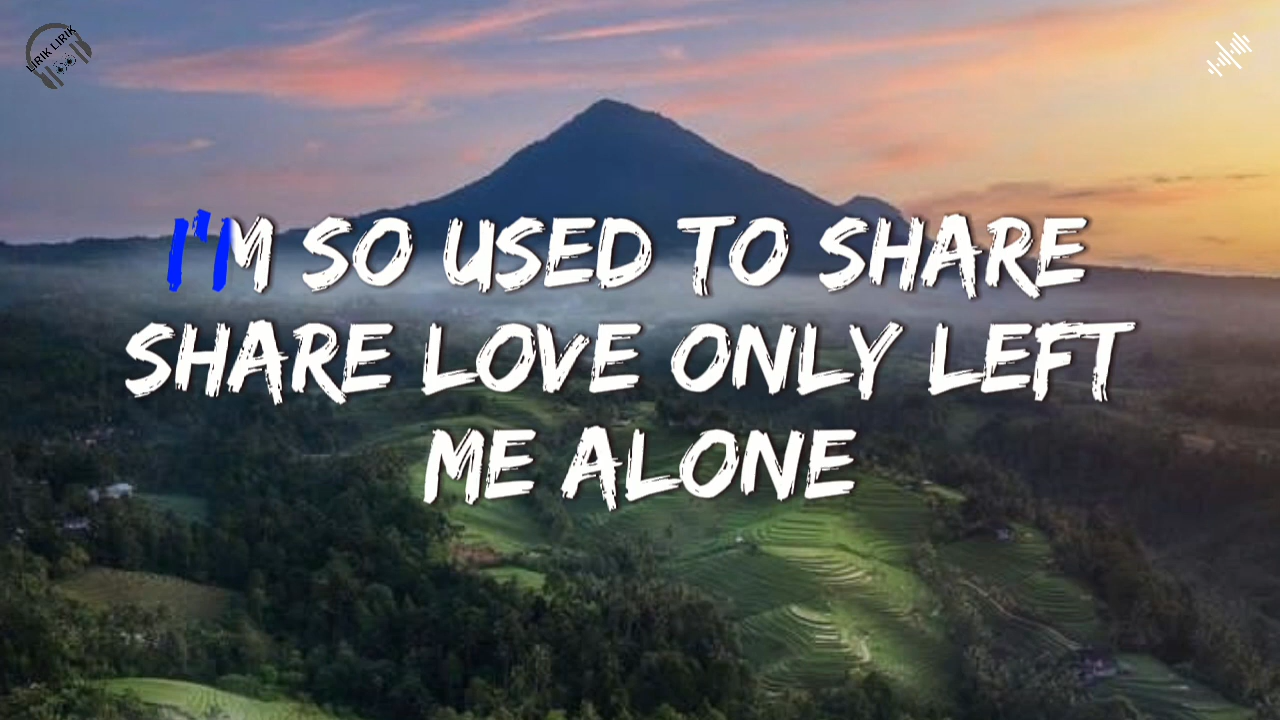 LIRIK LIRIK
I'M SO USED TO SHARE
SHARE LOVE ONLY LEFT
ME ALONE